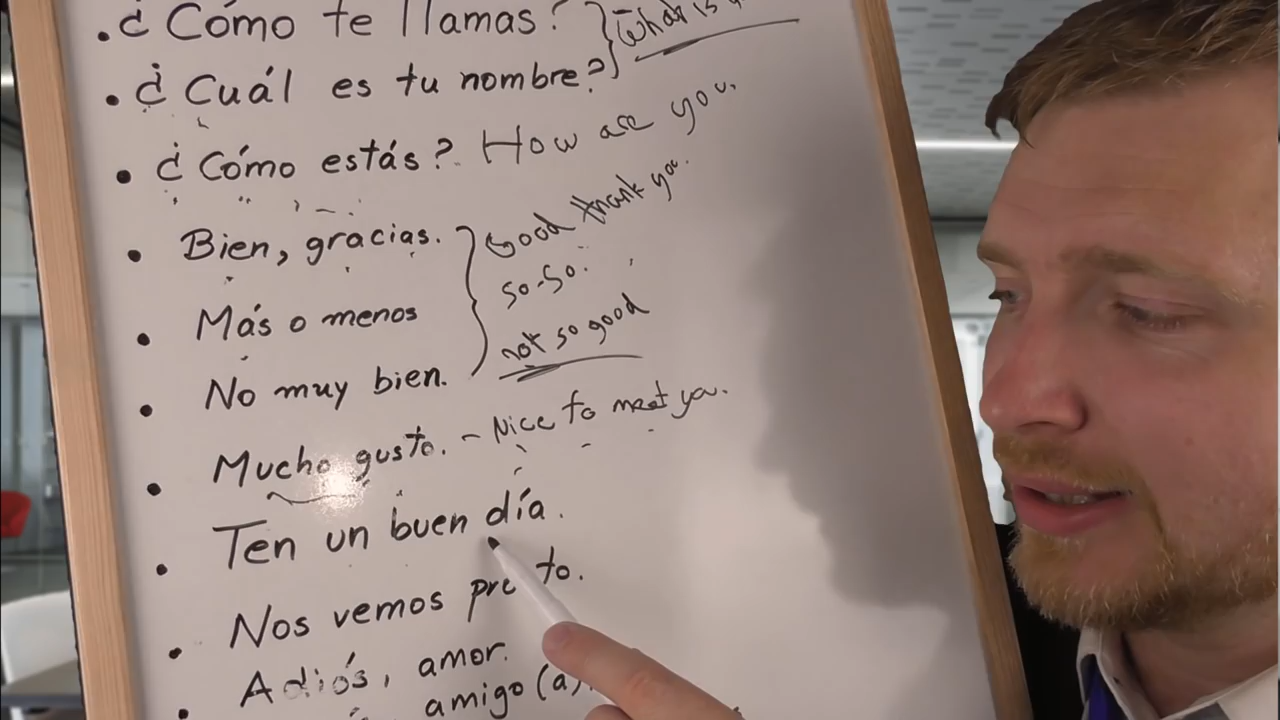 ¿Cómo te llamas? What is
¿Cuál es tu nombre?
¿Cómo estás? How are you.
Bien, gracias. Good thank you.
Más o menos so-so.
No muy bien. not so good
Mucho gusto. - Nice to meet you.
Ten un buen día.
Nos vemos
Adiós, amor.
amigo(a).